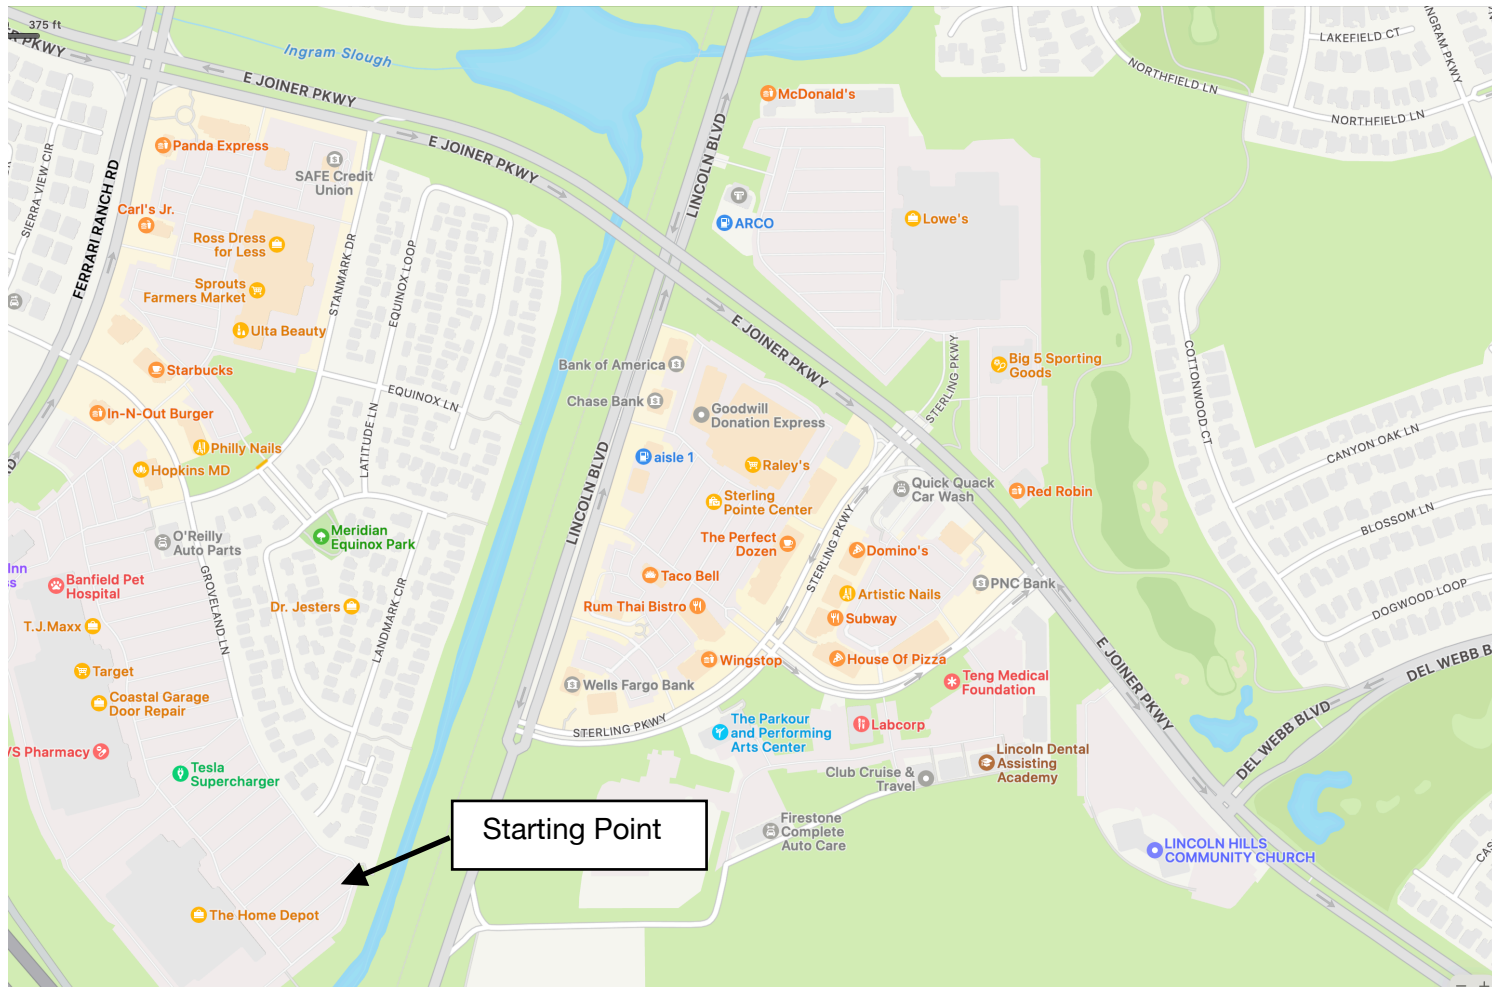 375 ft
R PKWY
Ingram Slough
E JOINER PKWY
McDonald's
LAKEFIELD CT
INGRAM PKWY
NORTHFIELD LN
NORTHFIELD LN
Panda Express
SAFE Credit
Union
E JOINER PKWY
LINCOLN BLVD
SIERRA VIEW CIR
FERRARI RANCH RD
Carl's Jr.
ARCO
Lowe's
Ross Dress
for Less
STANMARK DR
EQUINOX LOOP
Sprouts
Farmers Market
Ulta Beauty
E JOINER PKWY
STERLING PKWY
Big 5 Sporting
Goods
COTTONWOOD CT
Starbucks
Bank of America
EQUINOX LN
Chase Bank
Goodwill
Donation Express
STERLING PKWY
In-N-Out Burger
LATITUDE LN
Philly Nails
Hopkins MD
LINCOLN BLVD
aisle 1
Raley's
CANYON OAK LN
RD
Quick Quack
Car Wash
Red Robin
Sterling
Pointe Center
BLOSSOM LN
Meridian
Equinox Park
O'Reilly
Auto Parts
The Perfect
Dozen
STERLING PKWY
Domino's
Inn
ss
Banfield Pet
Hospital
Taco Bell
PNC Bank
GROVELAND LN
Dr. Jesters
LANDMARK CIR
Rum Thai Bistro
Artistic Nails
Subway
DOGWOOD LOOP
T.J.Maxx
Target
Wingstop
House Of Pizza
E JOINER PKWY
DEL WEBB B
Coastal Garage
Door Repair
Wells Fargo Bank
Teng Medical
Foundation
STERLING PKWY
The Parkour
and Performing
Arts Center
Labcorp
DEL WEBB BLVD
VS Pharmacy
Tesla
Supercharger
Club Cruise &
Travel
Lincoln Dental
Assisting
Academy
Starting Point
Firestone
Complete
Auto Care
LINCOLN HILLS
COMMUNITY CHURCH
CAS
The Home Depot